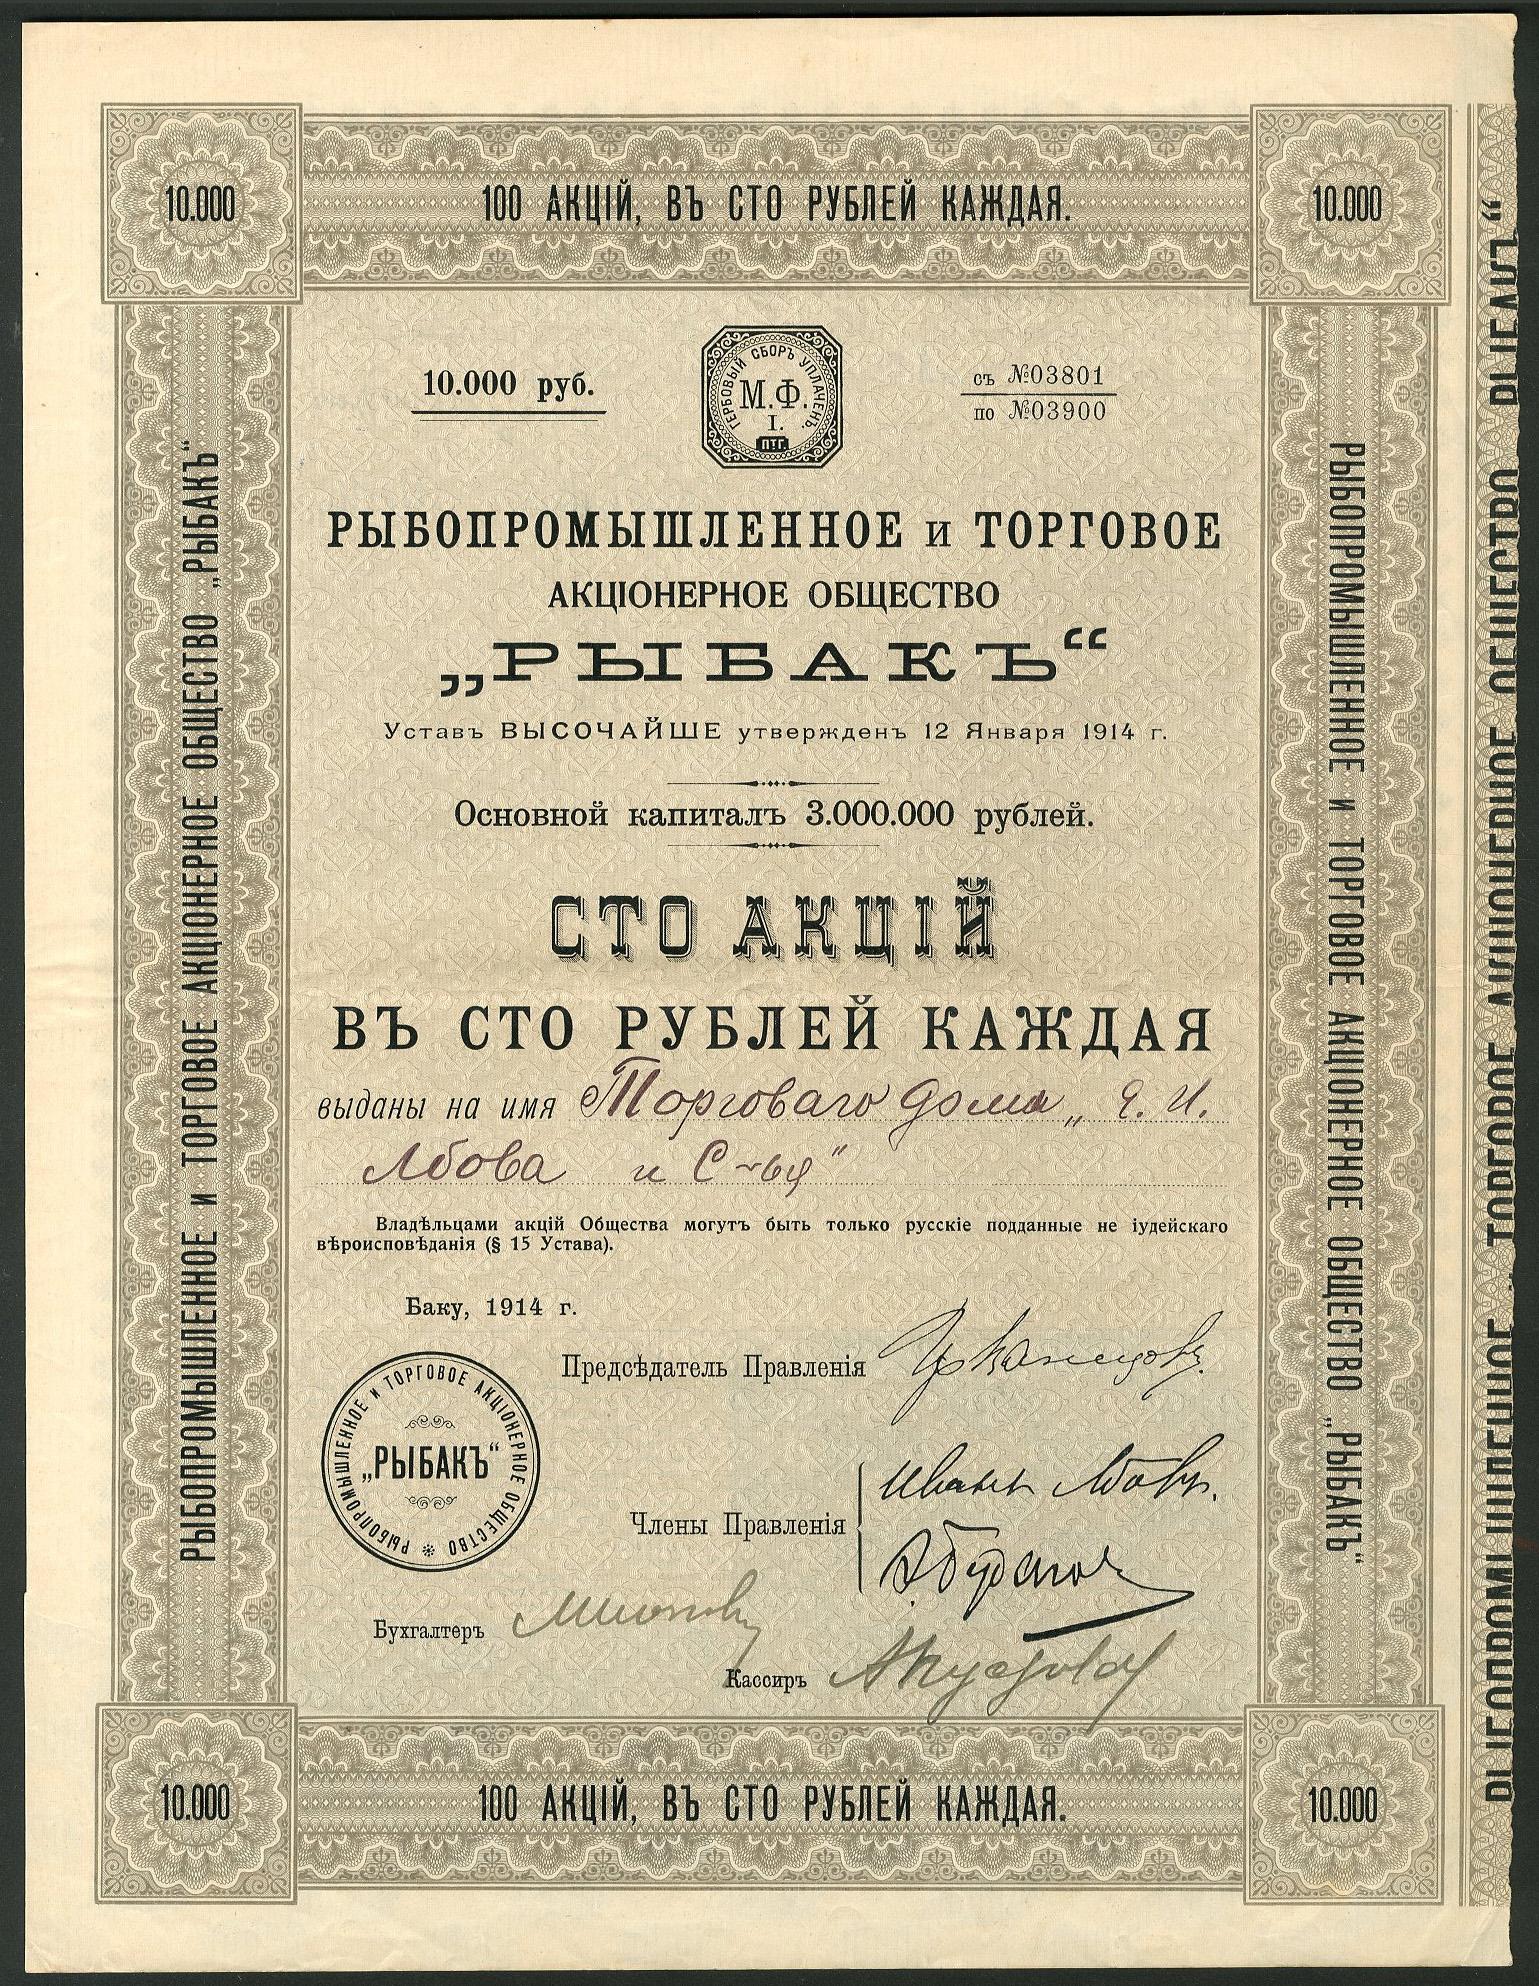 100 АКЦІЙ, ВЪ СТО РУБЛЕЙ КАЖДАЯ.
10.000
10.000
10.000 руб.
ГЕРБОВЫЙ СБОРЪ УПЛАЧЕНЪ.
М.Ф.
I.
ПТГ.
съ №03801
по №03900
РЫБОПРОМЫШЛЕННОЕ и ТОРГОВОЕ
АКЦІОНЕРНОЕ ОБЩЕСТВО
„РЫБАКЪ“
Уставъ ВЫСОЧАЙШЕ утвержденъ 12 Января 1914 г.
Основной капиталъ 3.000.000 рублей.
СТО АКЦІЙ
ВЪ СТО РУБЛЕЙ КАЖДАЯ
выданы на имя Торговаго дома „Я. И.
Лбова и С-вья"
Владѣльцами акцій Общества могутъ быть только русскіе подданные не іудейскаго
вѣроисповѣданія (§ 15 Устава).
Баку, 1914 г.
Предсѣдатель Правленія
Члены Правленія
Иванъ Лбовъ.
Бухгалтеръ
Кассиръ
РЫБОПРОМЫШЛЕННОЕ и ТОРГОВОЕ АКЦІОНЕРНОЕ ОБЩЕСТВО
„РЫБАКЪ“
РЫБОПРОМЫШЛЕННОЕ и ТОРГОВОЕ АКЦІОНЕРНОЕ ОБЩЕСТВО „РЫБАКЪ“
РЫБОПРОМЫШЛЕННОЕ и ТОРГОВОЕ АКЦІОНЕРНОЕ ОБЩЕСТВО „РЫБАКЪ“
10.000
100 АКЦІЙ, ВЪ СТО РУБЛЕЙ КАЖДАЯ.
10.000